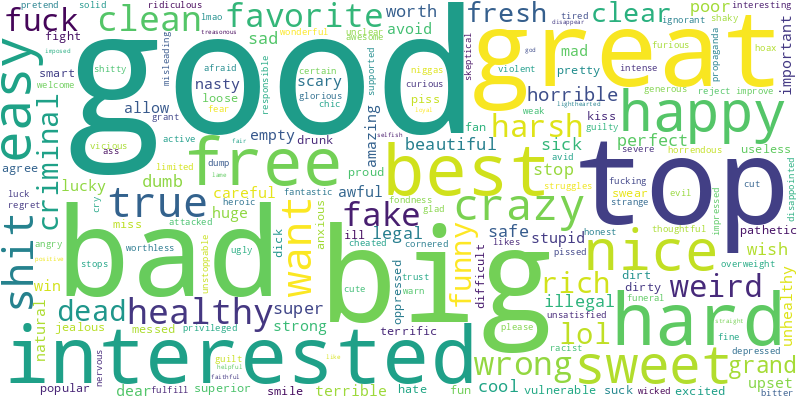 pretend solid ridiculous lmao favorite worth fresh tired interesting
fuck clean treasonous wonderful unclear awesome avoid clear ignorant poor shaky disappear
fight sad mad furious hoax important
imposed misleading good god great propaganda
shitty afraid certain supported niggas skeptical violent pretty intense
smart nasty scary curious horrible generous reject improve
welcome loose responsible glorious chic piss weak kiss lighthearted
easy allow grant fear loyal selfish harsh guilty happy
criminal vicious ass active empty drunk fan amazing beautiful sick perfect severe horrendous useless
agree fair free dump proud best avid stop fucking evil cut
luck lucky limited dumb lame awful struggles swear strange impressed disappointed
regret cry careful fantastic fondness crazy top
shit true huge heroic anxious fake glad safe honest thoughtful pathetic
miss attacked want dick ill legal cheated cornered likes stupid nice wish
angry worthless unstoppable ugly funny difficult pissed dirt overweight
positive stops bad cute oppressed trust warn big rich dirty weird unhealthy
win natural dead healthy super please illegal funeral
jealous messed privileged strong terrific unsatisfied lol hard straight
nervous interested guilt helpful like racist wrong sweet fine depressed grand
popular dear fulfill faithful superior smile terrible hate fun cool vulnerable suck wicked excited upset bitter